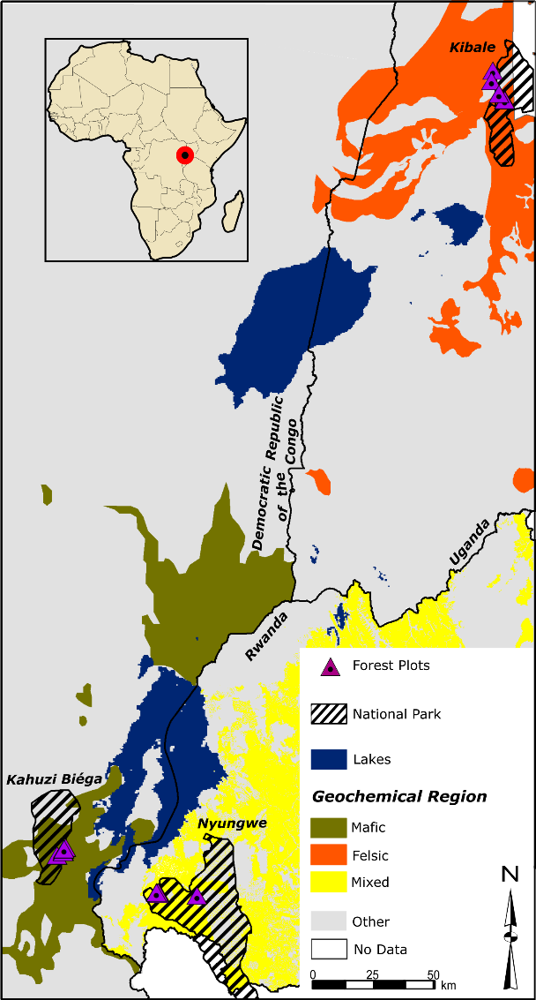 Kibale
Democratic Republic
of the Congo
Uganda
Rwanda
Kahuzi Biéga
Nyungwe
Forest Plots
National Park
Lakes
Geochemical Region
Mafic
Felsic
Mixed
Other
No Data
N
0 25 50
km